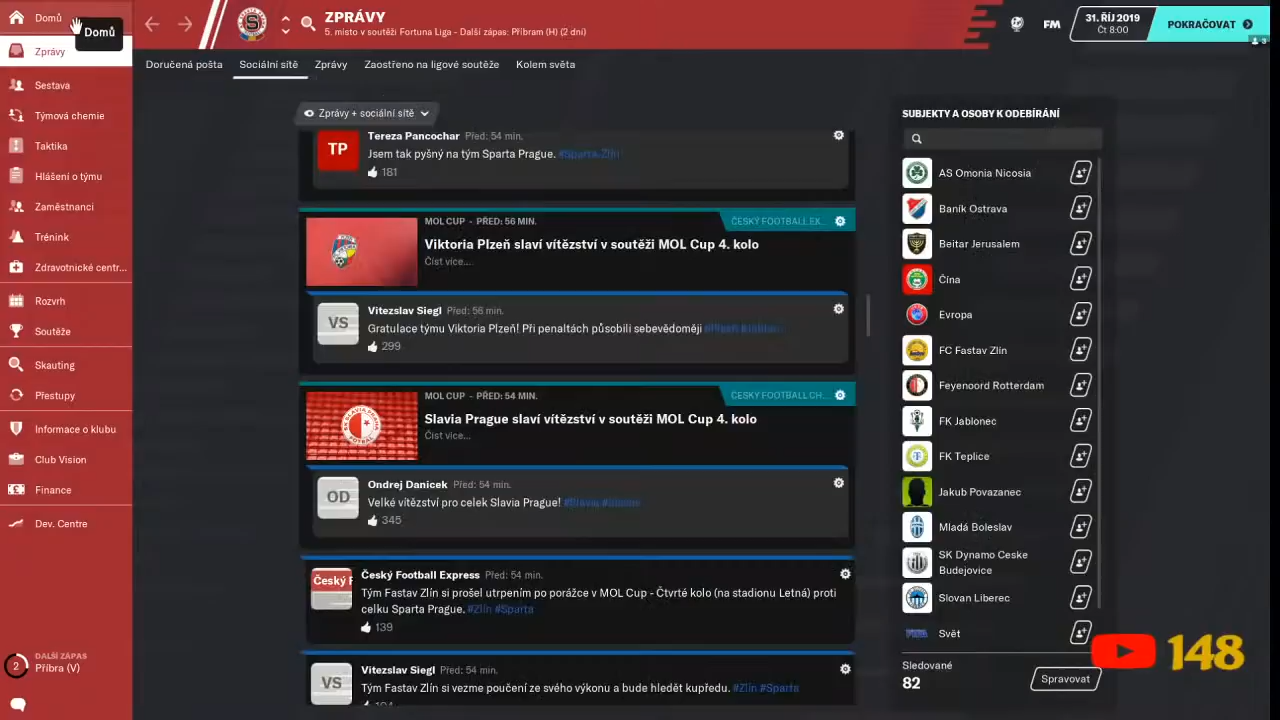 Domů
Domů
Zprávy
Sestava
Týmová chemie
Taktika
Hlášení o týmu
Zaměstnanci
Trénink
Zdravotnické centr...
Rozvrh
Soutěže
Skauting
Přestupy
Informace o klubu
Club Vision
Finance
Dev. Centre
2
DALŠÍ ZÁPAS
Příbra (V)
ZPRÁVY
5. místo v soutěži Fortuna Liga - Další zápas: Příbram (H) (2 dni)
FM
31. ŘÍJ 2019
Čt 8:00
POKRAČOVAT
3
Doručená pošta
Sociální sítě
Zprávy
Zaostřeno na ligové soutěže
Kolem světa
Zprávy + sociální sítě
TP
Tereza Pancochar Před: 54 min.
Jsem tak pyšný na tým Sparta Prague. #Sparta Zlín
181
MOL CUP - PŘED: 56 MIN.
ČESKÝ FOOTBALL EX...
Viktoria Plzeň slaví vítězství v soutěži MOL Cup 4. kolo
Číst více....
VS
Vitezslav Siegl Před: 56 min.
Gratulace týmu Viktoria Plzeň! Při penaltách působili sebevědoměji
299
MOL CUP - PŘED: 54 MIN.
ČESKÝ FOOTBALL CH...
Slavia Prague slaví vítězství v soutěži MOL Cup 4. kolo
Číst více...
OD
Ondrej Danicek Před: 54 min.
Velké vítězství pro celek Slavia Prague! #Slavia
345
Český F
Český Football Express Před: 54 min.
Tým Fastav Zlín si prošel utrpením po porážce v MOL Cup - Čtvrté kolo (na stadionu Letná) proti
celku Sparta Prague. #Zlín #Sparta
139
VS
Vitezslav Siegl Před: 54 min.
Tým Fastav Zlín si vezme poučení ze svého výkonu a bude hledět kupředu. #Zlín #Sparta
SUBJEKTY A OSOBY K ODEBÍRÁNÍ
AS Omonia Nicosia
Baník Ostrava
Beitar Jerusalem
Čína
Evropa
FC Fastav Zlín
Feyenoord Rotterdam
FK Jablonec
FK Teplice
Jakub Povazanec
Mladá Boleslav
SK Dynamo Ceske
Budejovice
Slovan Liberec
FIFA
Svět
Sledované
82
Spravovat
148